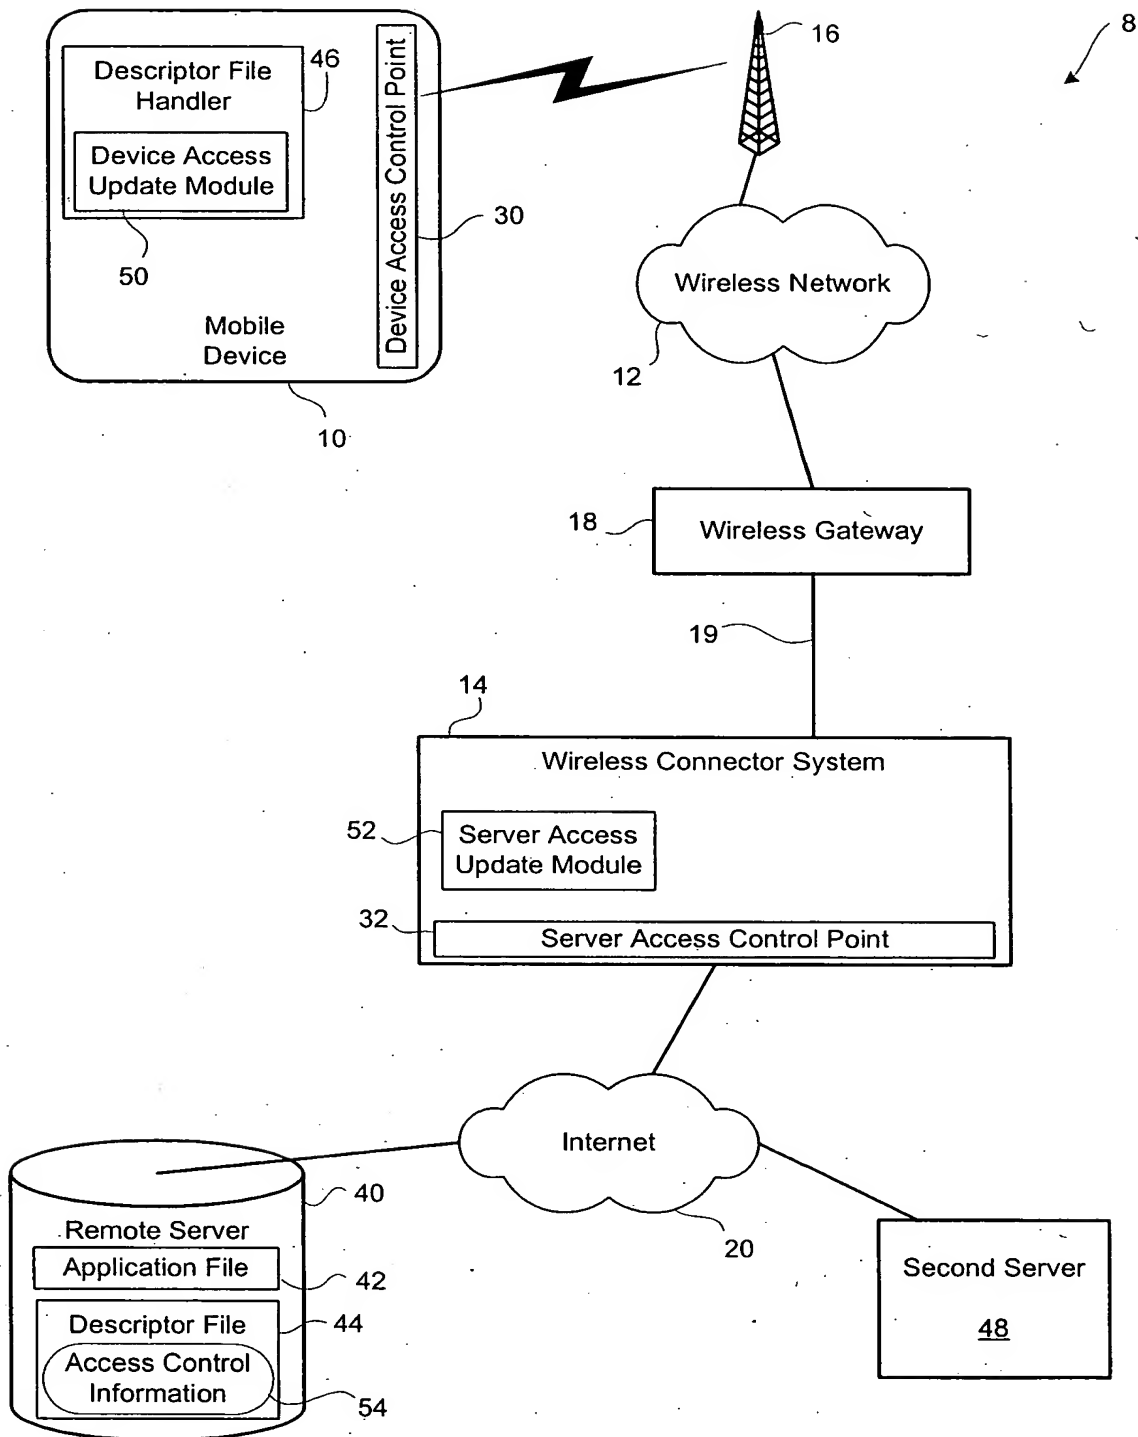 8
16
Descriptor File
Handler
46
Device Access
Update Module
50
Device Access Control Point
30
Mobile
Device
10
Wireless Network
12
18
Wireless Gateway
19
14
Wireless Connector System
52
Server Access
Update Module
32
Server Access Control Point
Internet
20
40
Remote Server
Application File
42
Descriptor File
44
Access Control
Information
54
Second Server
48